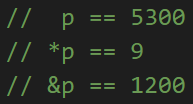 //  p == 5300
// *p == 9
// &p == 1200